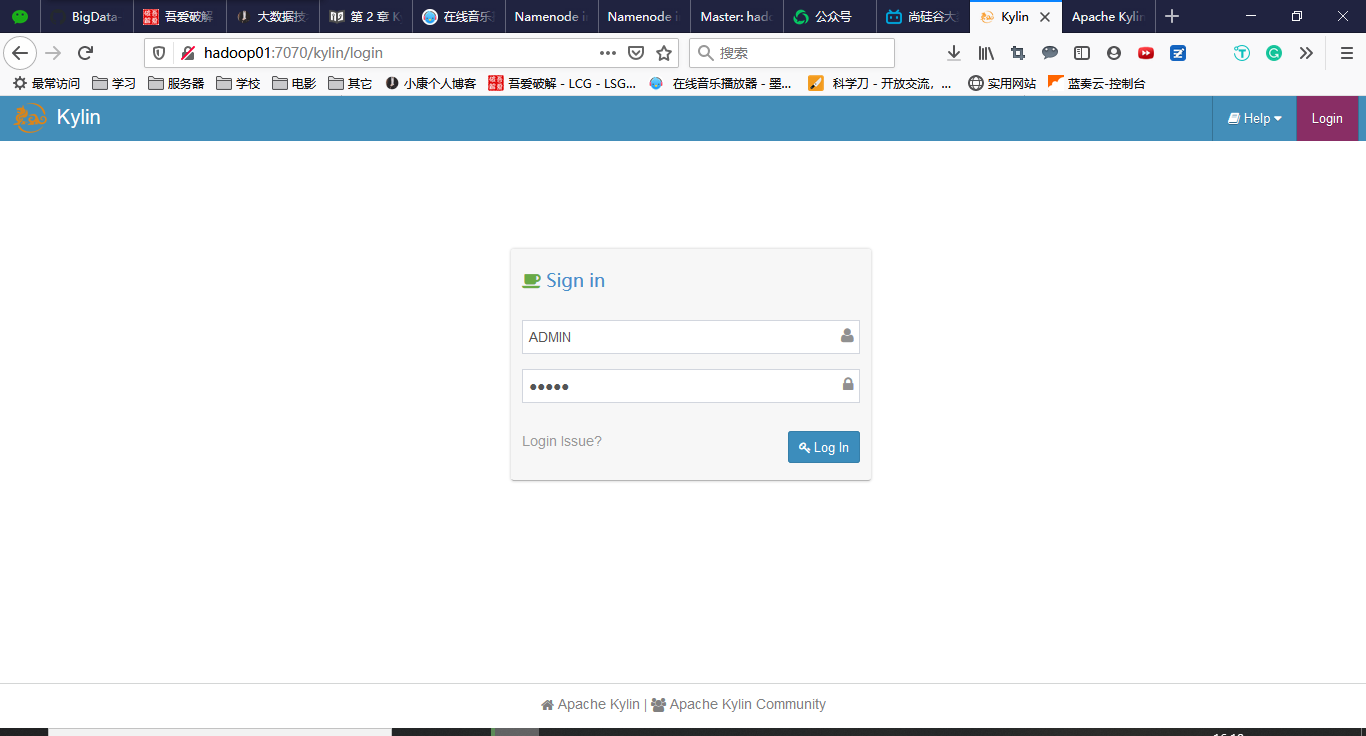 BigData- 吾爱破解 大数据技 第 2 章 K 在线音乐 Namenode i Namenode i Master: had 公众号 尚硅谷大 Kylin Apache Kylin
hadoop01:7070/kylin/login 搜索
最常访问 学习 服务器 学校 电影 其它 小康个人博客 吾爱破解 - LCG - LSG... 在线音乐播放器 - 墨... 科学刀 - 开放交流，... 实用网站 蓝奏云-控制台
Kylin Help Login
Sign in
ADMIN
●●●●●
Login Issue? Log In
Apache Kylin | Apache Kylin Community